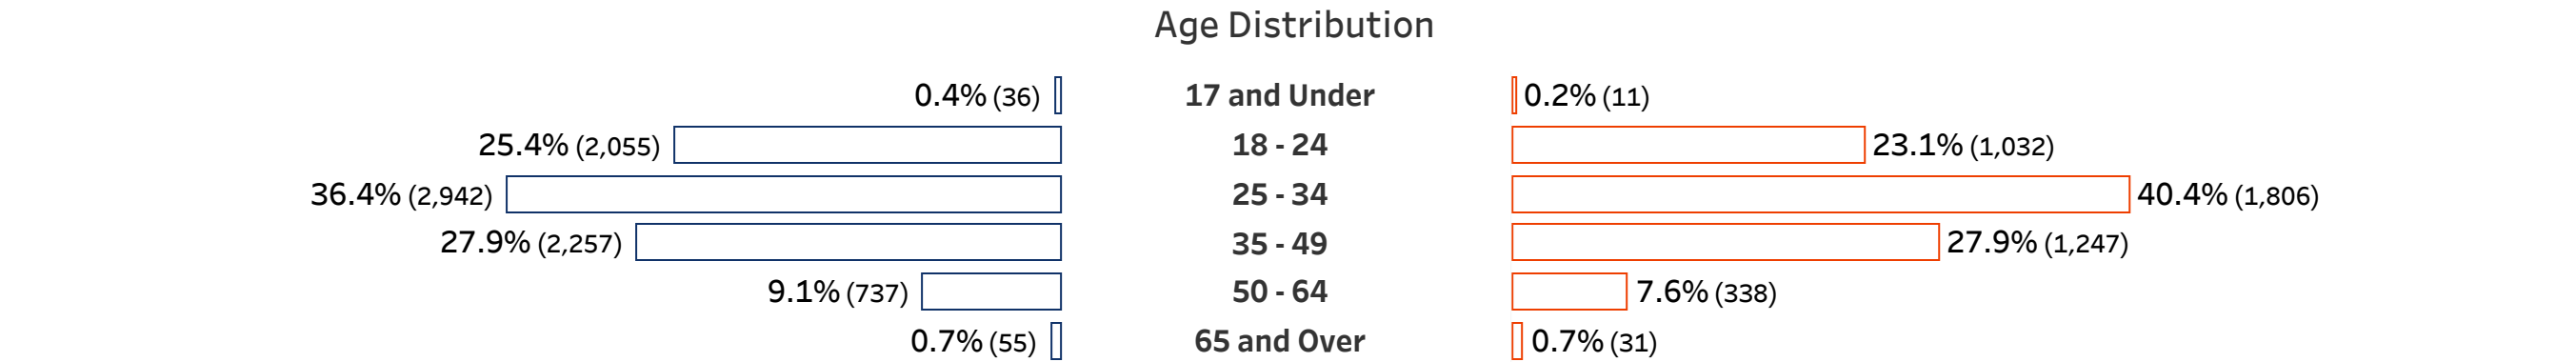 Age Distribution
0.4% (36) 17 and Under 0.2% (11)
25.4% (2,055) 18 - 24 23.1% (1,032)
36.4% (2,942) 25 - 34 40.4% (1,806)
27.9% (2,257) 35 - 49 27.9% (1,247)
9.1% (737) 50 - 64 7.6% (338)
0.7% (55) 65 and Over 0.7% (31)